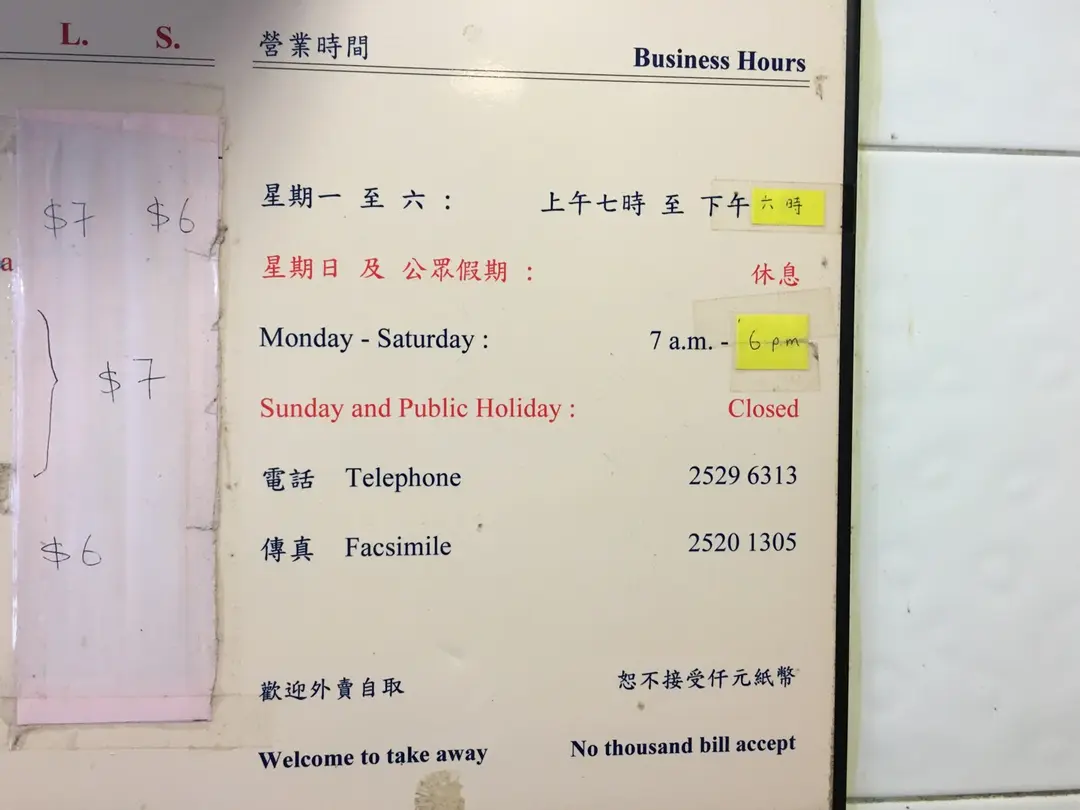 L. S.
$7 $6
a
$7
$6
營業時間 Business Hours
星期一 至 六 : 上午七時 至 下午 六時
星期日 及 公眾假期 : 休息
Monday - Saturday : 7 a.m. - 6 pm
Sunday and Public Holiday : Closed
電話 Telephone 2529 6313
傳真 Facsimile 2520 1305
歡迎外賣自取 恕不接受仟元紙幣
Welcome to take away No thousand bill accept